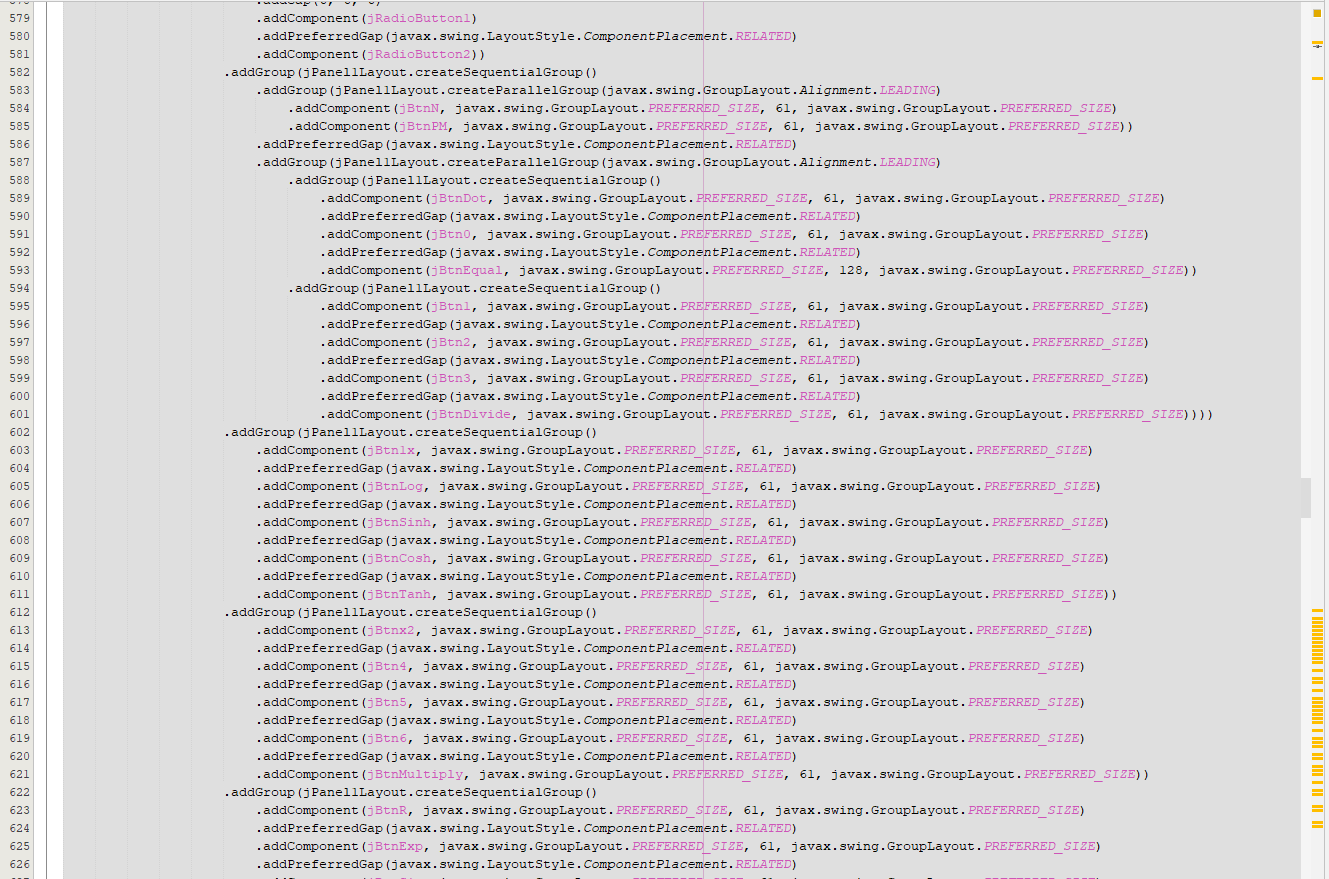 579 .addComponent(jRadioButton1)
580 .addPreferredGap(javax.swing.LayoutStyle.ComponentPlacement.RELATED)
581 .addComponent(jRadioButton2))
582 .addGroup(jPanel1Layout.createSequentialGroup()
583 .addGroup(jPanel1Layout.createParallelGroup(javax.swing.GroupLayout.Alignment.LEADING)
584 .addComponent(jBtnN, javax.swing.GroupLayout.PREFERRED_SIZE, 61, javax.swing.GroupLayout.PREFERRED_SIZE)
585 .addComponent(jBtnPM, javax.swing.GroupLayout.PREFERRED_SIZE, 61, javax.swing.GroupLayout.PREFERRED_SIZE))
586 .addPreferredGap(javax.swing.LayoutStyle.ComponentPlacement.RELATED)
587 .addGroup(jPanel1Layout.createParallelGroup(javax.swing.GroupLayout.Alignment.LEADING)
588 .addGroup(jPanel1Layout.createSequentialGroup()
589 .addComponent(jBtnDot, javax.swing.GroupLayout.PREFERRED_SIZE, 61, javax.swing.GroupLayout.PREFERRED_SIZE)
590 .addPreferredGap(javax.swing.LayoutStyle.ComponentPlacement.RELATED)
591 .addComponent(jBtn0, javax.swing.GroupLayout.PREFERRED_SIZE, 61, javax.swing.GroupLayout.PREFERRED_SIZE)
592 .addPreferredGap(javax.swing.LayoutStyle.ComponentPlacement.RELATED)
593 .addComponent(jBtnEqual, javax.swing.GroupLayout.PREFERRED_SIZE, 128, javax.swing.GroupLayout.PREFERRED_SIZE))
594 .addGroup(jPanel1Layout.createSequentialGroup()
595 .addComponent(jBtn1, javax.swing.GroupLayout.PREFERRED_SIZE, 61, javax.swing.GroupLayout.PREFERRED_SIZE)
596 .addPreferredGap(javax.swing.LayoutStyle.ComponentPlacement.RELATED)
597 .addComponent(jBtn2, javax.swing.GroupLayout.PREFERRED_SIZE, 61, javax.swing.GroupLayout.PREFERRED_SIZE)
598 .addPreferredGap(javax.swing.LayoutStyle.ComponentPlacement.RELATED)
599 .addComponent(jBtn3, javax.swing.GroupLayout.PREFERRED_SIZE, 61, javax.swing.GroupLayout.PREFERRED_SIZE)
600 .addPreferredGap(javax.swing.LayoutStyle.ComponentPlacement.RELATED)
601 .addComponent(jBtnDivide, javax.swing.GroupLayout.PREFERRED_SIZE, 61, javax.swing.GroupLayout.PREFERRED_SIZE))))
602 .addGroup(jPanel1Layout.createSequentialGroup()
603 .addComponent(jBtn1x, javax.swing.GroupLayout.PREFERRED_SIZE, 61, javax.swing.GroupLayout.PREFERRED_SIZE)
604 .addPreferredGap(javax.swing.LayoutStyle.ComponentPlacement.RELATED)
605 .addComponent(jBtnLog, javax.swing.GroupLayout.PREFERRED_SIZE, 61, javax.swing.GroupLayout.PREFERRED_SIZE)
606 .addPreferredGap(javax.swing.LayoutStyle.ComponentPlacement.RELATED)
607 .addComponent(jBtnSinh, javax.swing.GroupLayout.PREFERRED_SIZE, 61, javax.swing.GroupLayout.PREFERRED_SIZE)
608 .addPreferredGap(javax.swing.LayoutStyle.ComponentPlacement.RELATED)
609 .addComponent(jBtnCosh, javax.swing.GroupLayout.PREFERRED_SIZE, 61, javax.swing.GroupLayout.PREFERRED_SIZE)
610 .addPreferredGap(javax.swing.LayoutStyle.ComponentPlacement.RELATED)
611 .addComponent(jBtnTanh, javax.swing.GroupLayout.PREFERRED_SIZE, 61, javax.swing.GroupLayout.PREFERRED_SIZE))
612 .addGroup(jPanel1Layout.createSequentialGroup()
613 .addComponent(jBtnx2, javax.swing.GroupLayout.PREFERRED_SIZE, 61, javax.swing.GroupLayout.PREFERRED_SIZE)
614 .addPreferredGap(javax.swing.LayoutStyle.ComponentPlacement.RELATED)
615 .addComponent(jBtn4, javax.swing.GroupLayout.PREFERRED_SIZE, 61, javax.swing.GroupLayout.PREFERRED_SIZE)
616 .addPreferredGap(javax.swing.LayoutStyle.ComponentPlacement.RELATED)
617 .addComponent(jBtn5, javax.swing.GroupLayout.PREFERRED_SIZE, 61, javax.swing.GroupLayout.PREFERRED_SIZE)
618 .addPreferredGap(javax.swing.LayoutStyle.ComponentPlacement.RELATED)
619 .addComponent(jBtn6, javax.swing.GroupLayout.PREFERRED_SIZE, 61, javax.swing.GroupLayout.PREFERRED_SIZE)
620 .addPreferredGap(javax.swing.LayoutStyle.ComponentPlacement.RELATED)
621 .addComponent(jBtnMultiply, javax.swing.GroupLayout.PREFERRED_SIZE, 61, javax.swing.GroupLayout.PREFERRED_SIZE))
622 .addGroup(jPanel1Layout.createSequentialGroup()
623 .addComponent(jBtnR, javax.swing.GroupLayout.PREFERRED_SIZE, 61, javax.swing.GroupLayout.PREFERRED_SIZE)
624 .addPreferredGap(javax.swing.LayoutStyle.ComponentPlacement.RELATED)
625 .addComponent(jBtnExp, javax.swing.GroupLayout.PREFERRED_SIZE, 61, javax.swing.GroupLayout.PREFERRED_SIZE)
626 .addPreferredGap(javax.swing.LayoutStyle.ComponentPlacement.RELATED)